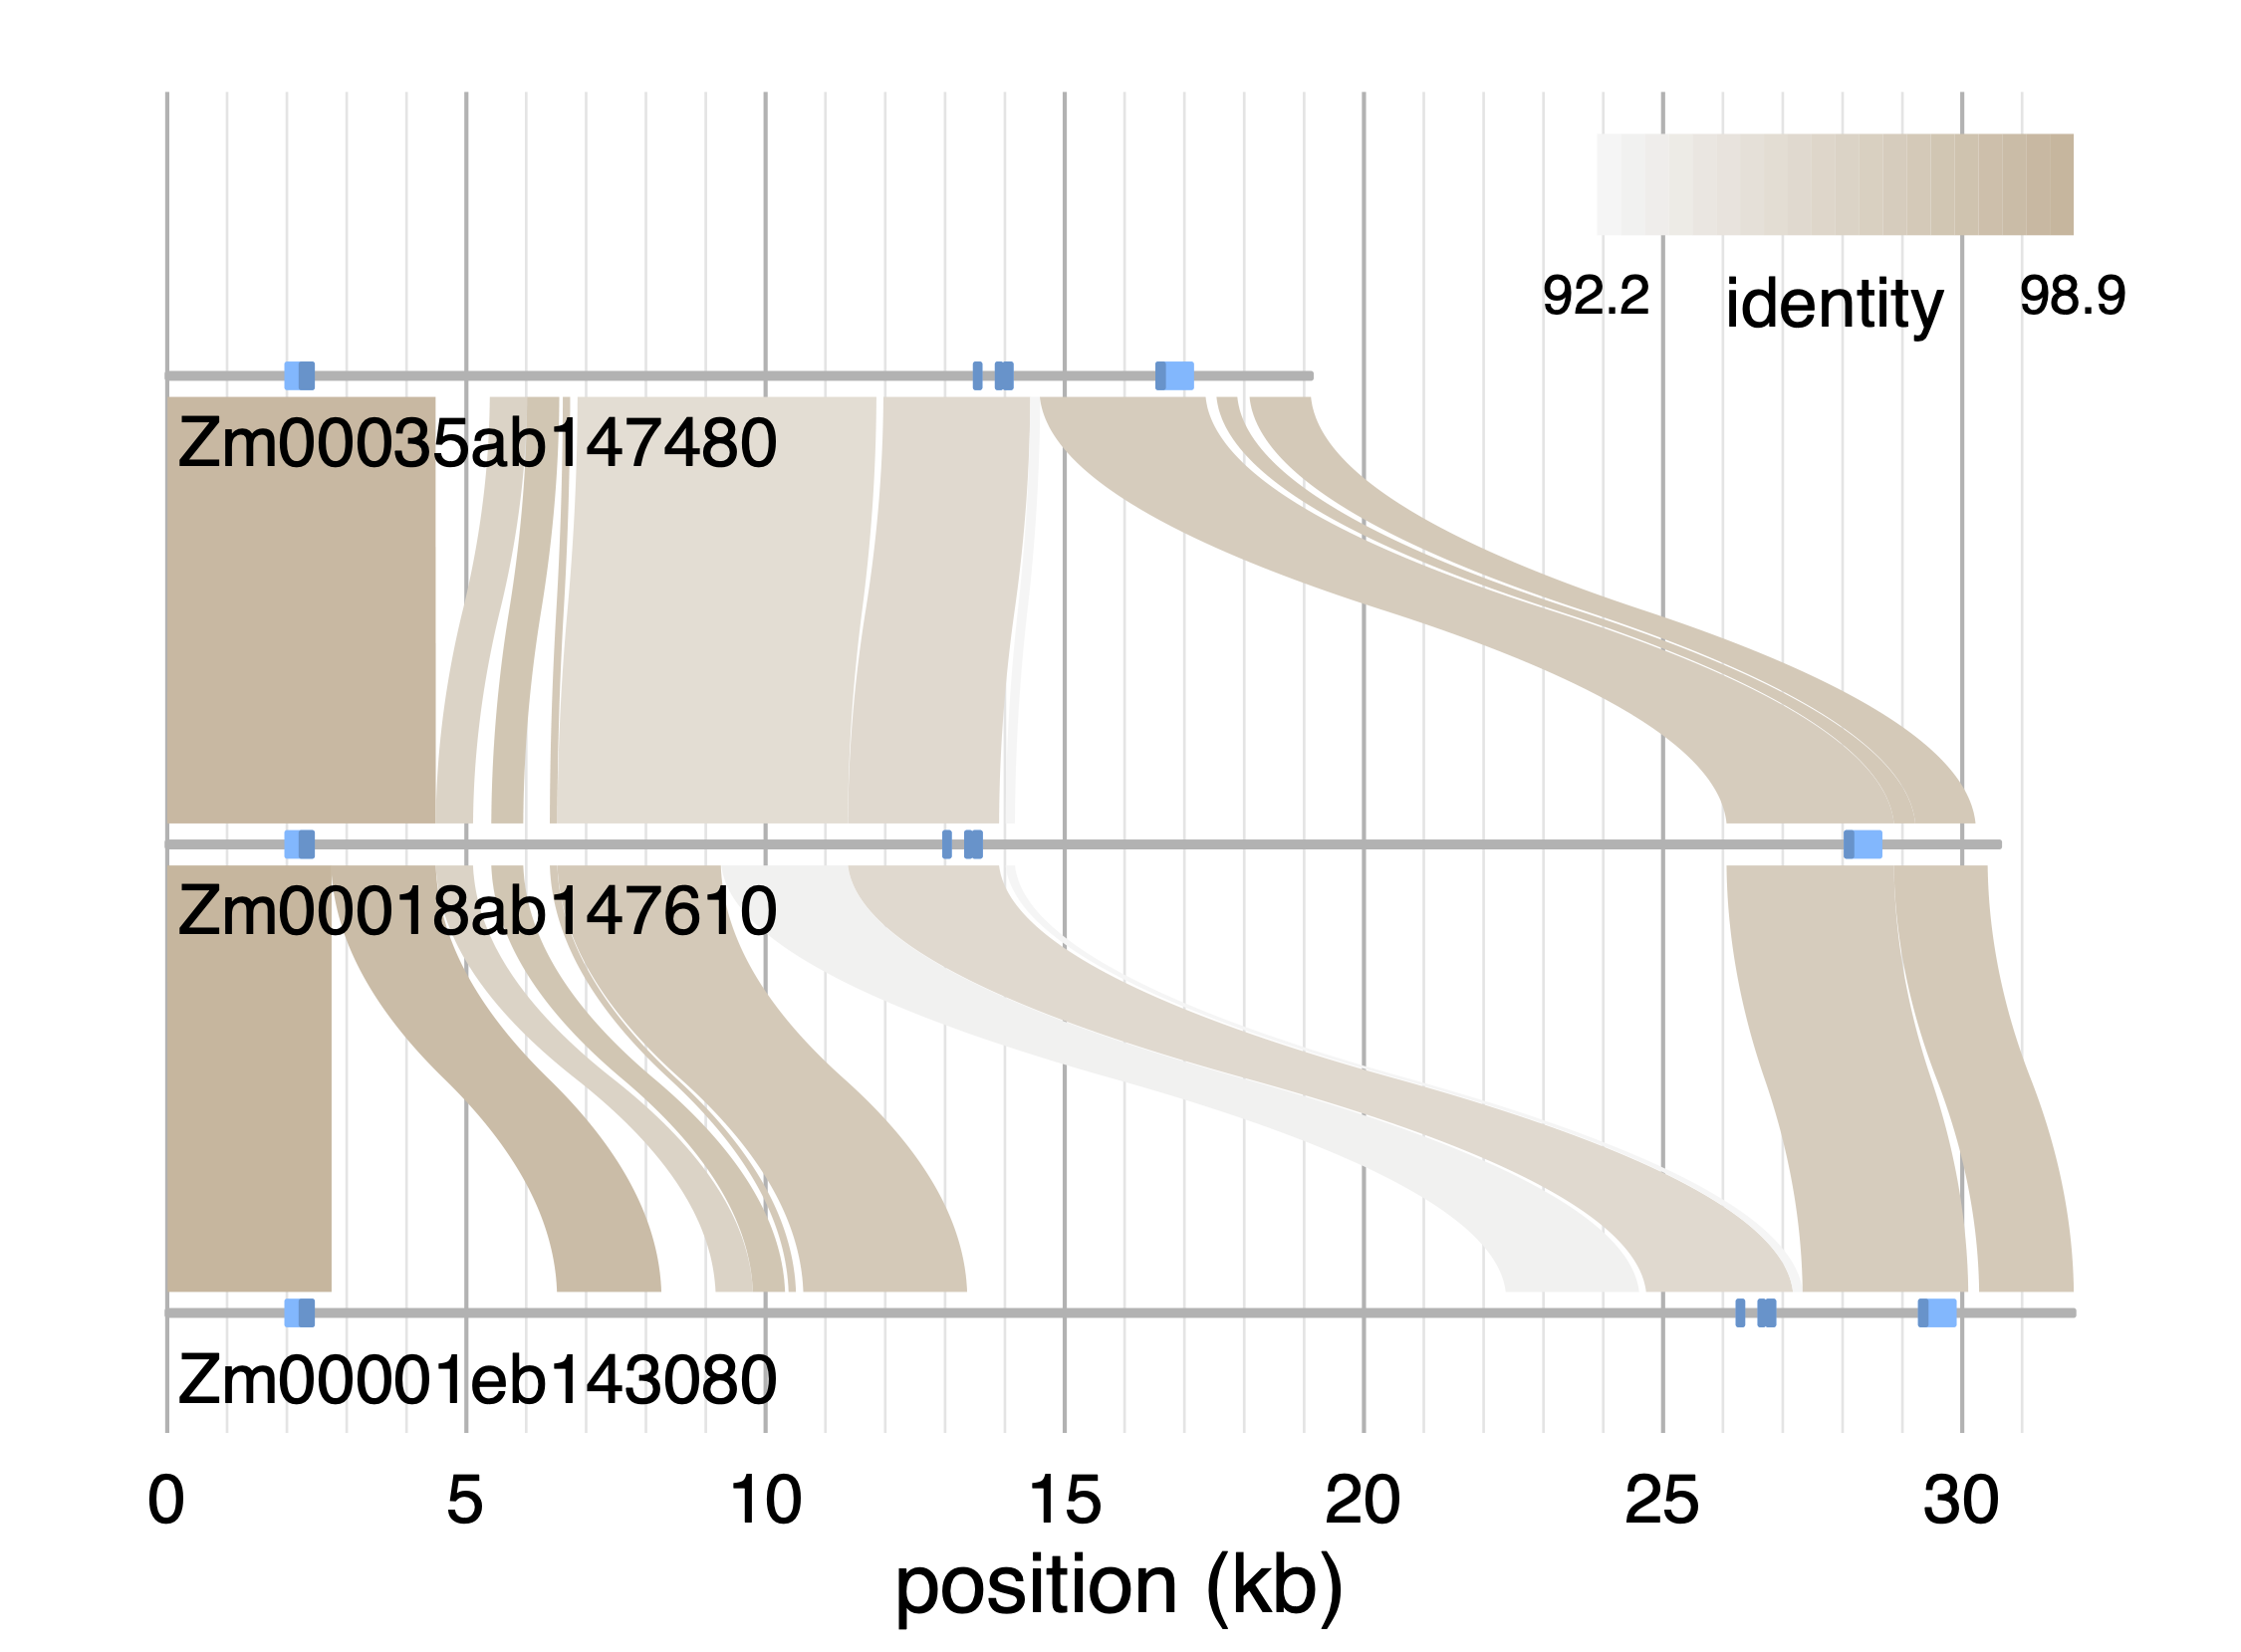 92.2 identity 98.9
Zm00035ab147480
Zm00018ab147610
Zm00001eb143080
0 5 10 15 20 25 30
position (kb)